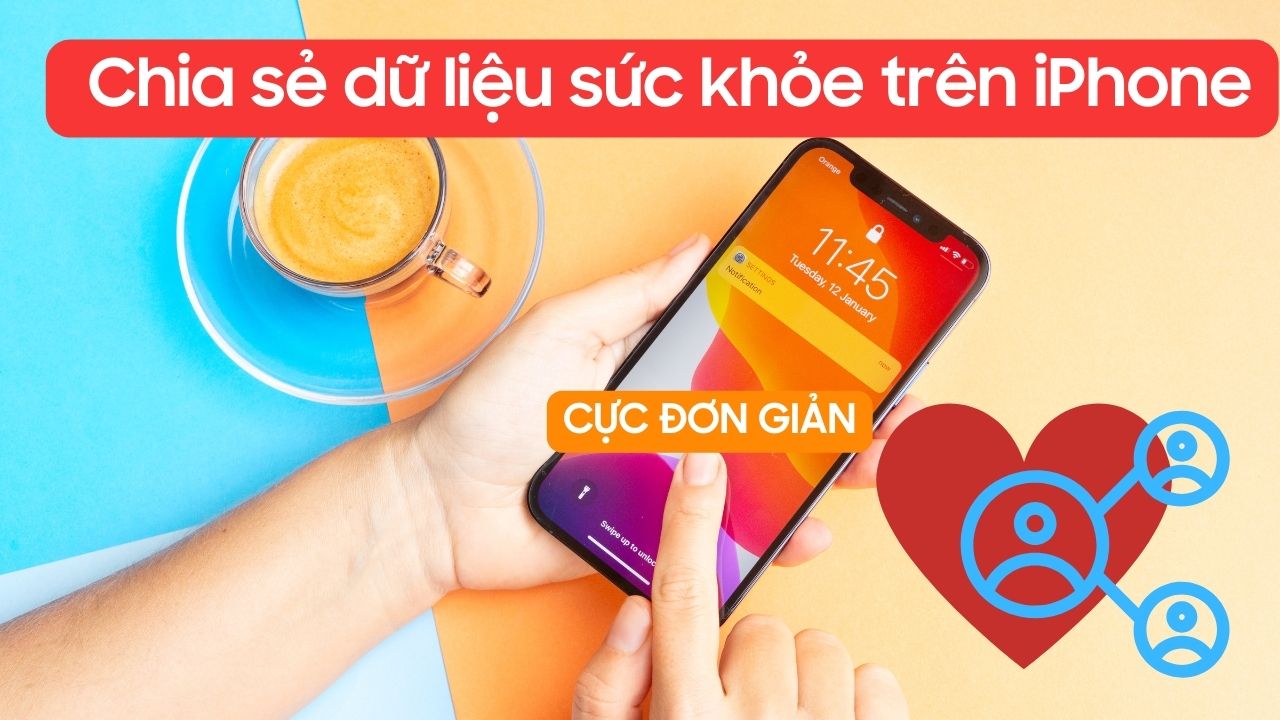 Chia sẻ dữ liệu sức khỏe trên iPhone
Orange
11:45
Tuesday, 12 January
SETTINGS
Notification
now
CỰC ĐƠN GIẢN
Swipe up to unloc